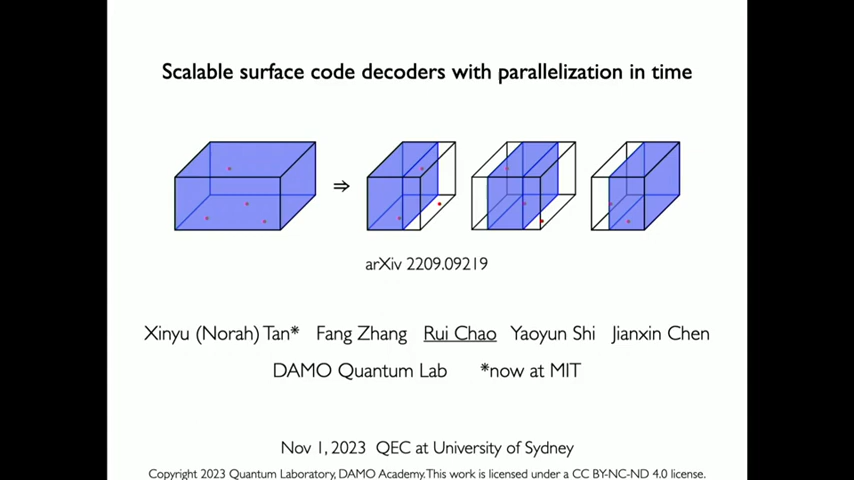 Scalable surface code decoders with parallelization in time
⇒
arXiv 2209.09219
Xinyu (Norah) Tan* Fang Zhang Rui Chao Yaoyun Shi Jianxin Chen
DAMO Quantum Lab *now at MIT
Nov 1, 2023 QEC at University of Sydney
Copyright 2023 Quantum Laboratory, DAMO Academy.This work is licensed under a CC BY-NC-ND 4.0 license.